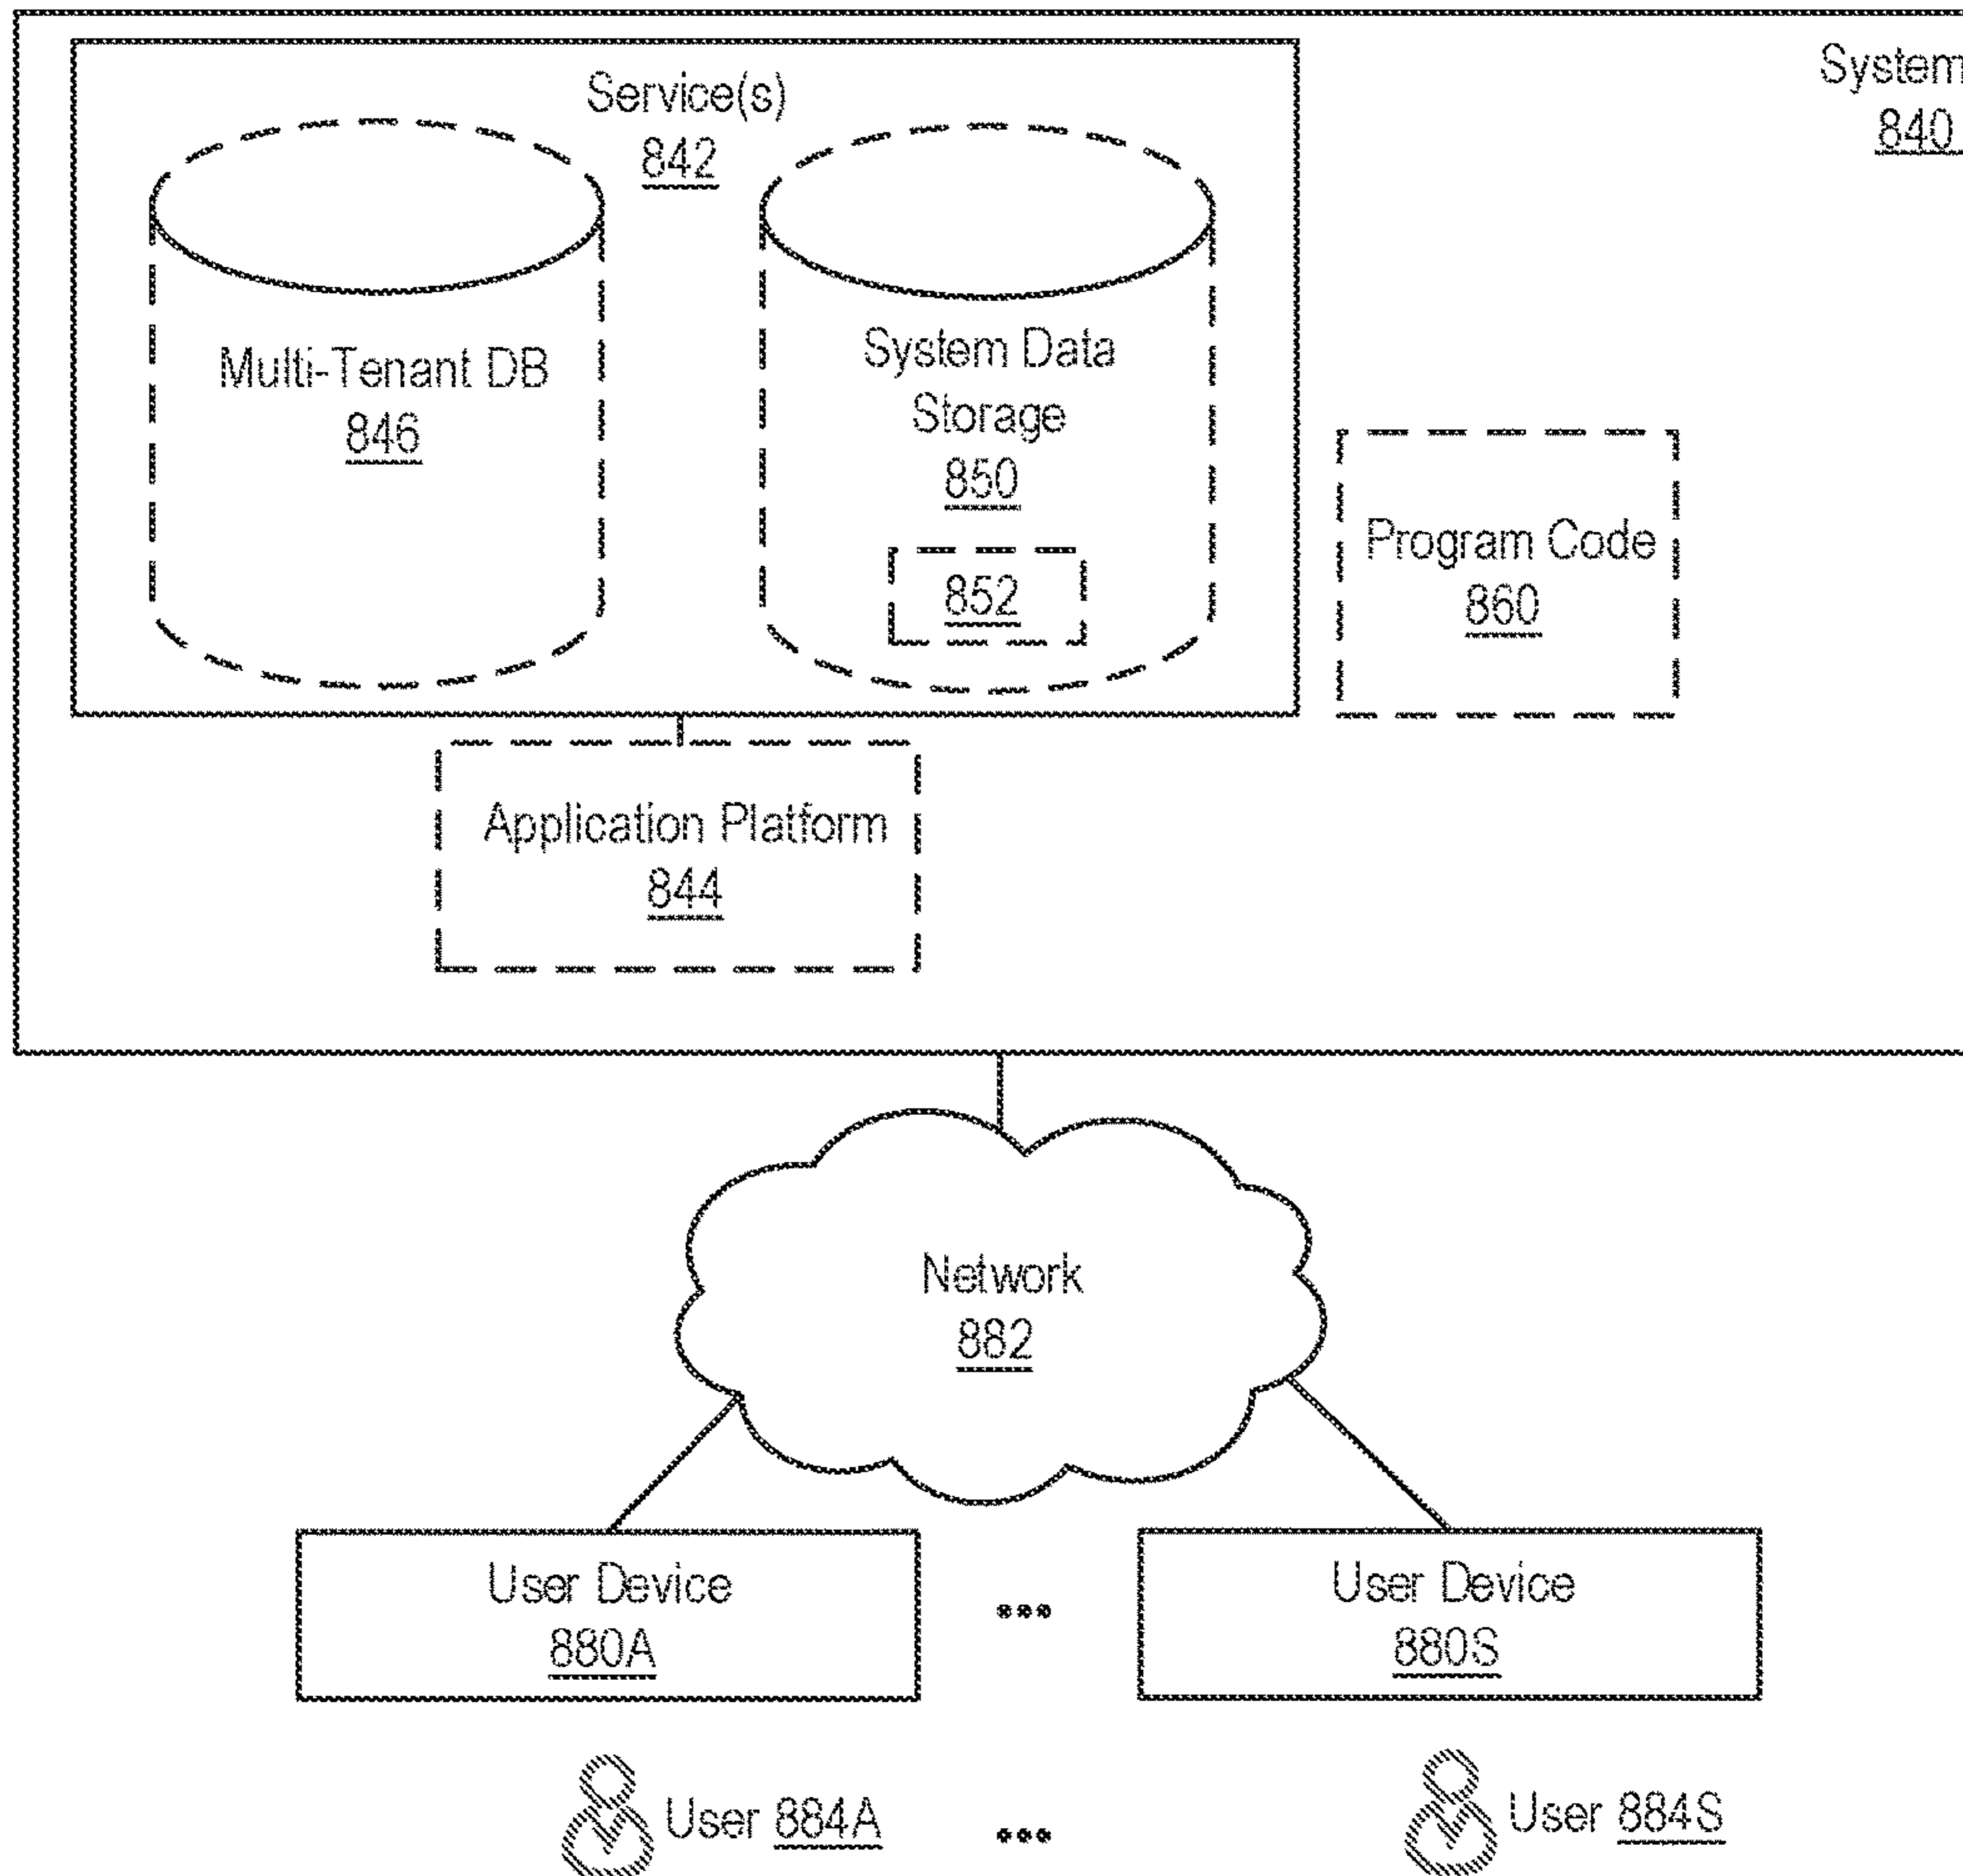 System
840
Service(s)
842
Multi-Tenant DB
846
System Data
Storage
850
852
Program Code
860
Application Platform
844
Network
882
User Device
880A
...
User Device
880S
User 884A
...
User 884S